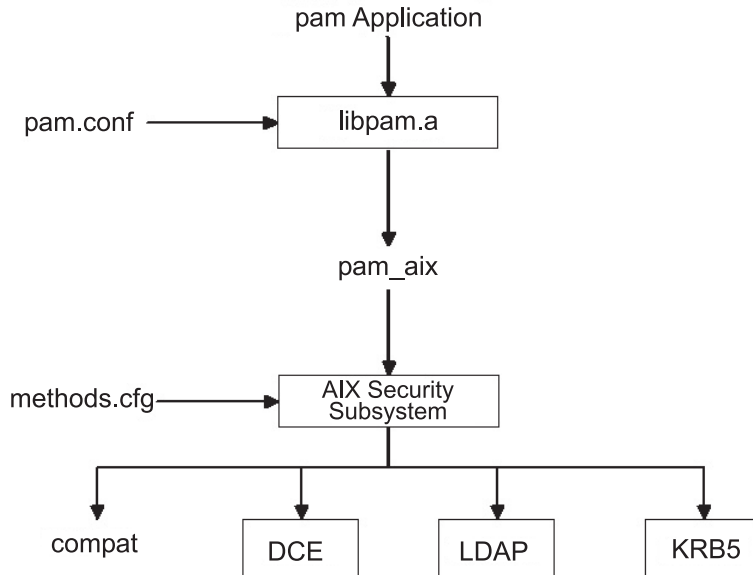 pam Application
pam.conf
libpam.a
pam_aix
methods.cfg
AIX Security
Subsystem
compat
DCE
LDAP
KRB5